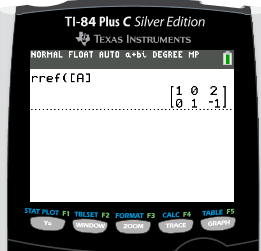 TI-84 Plus C Silver Edition
TEXAS INSTRUMENTS
NORMAL FLOAT AUTO a+bi DEGREE MP
rref([A]
[1 0 2]
[0 1 -1]
STAT PLOT F1 TBLSET F2 FORMAT F3 CALC F4 TABLE F5
Y= WINDOW ZOOM TRACE GRAPH